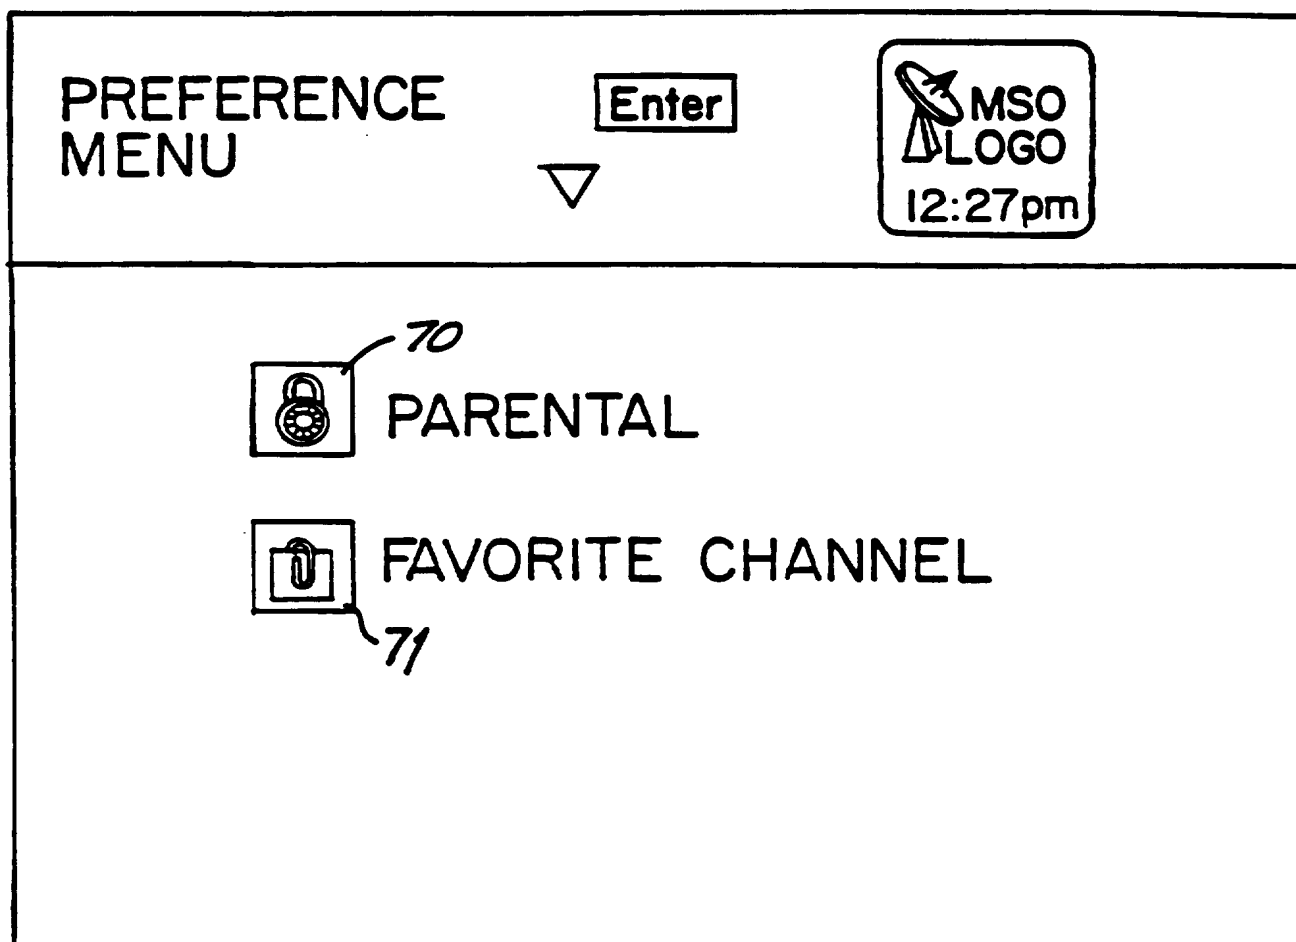 PREFERENCE
MENU
Enter
MSO
LOGO
12:27pm
70
PARENTAL
FAVORITE CHANNEL
71